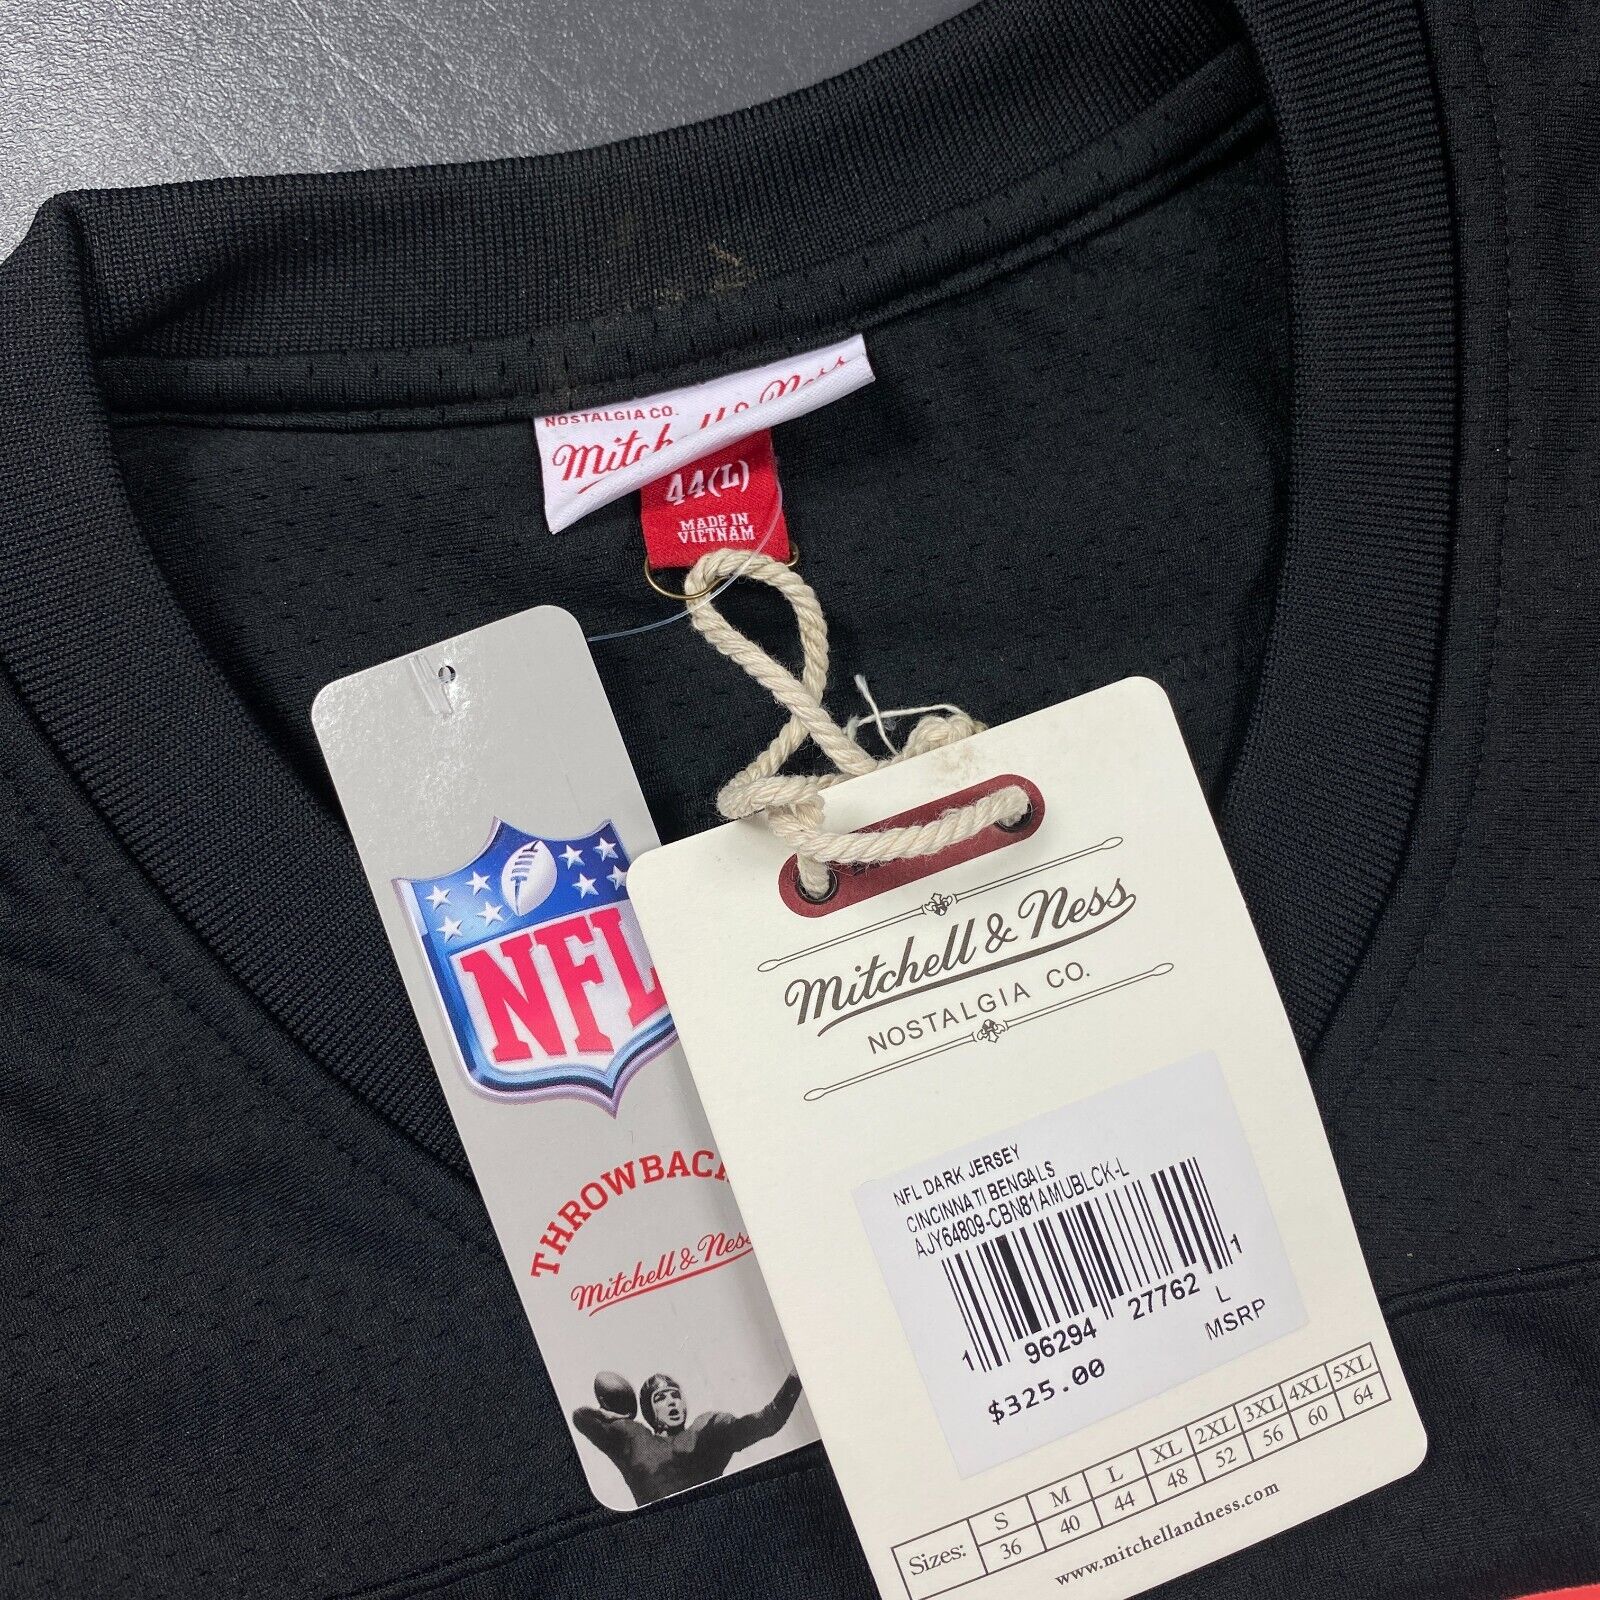 NOSTALGIA CO.
Mitchell & Ness
44(L)
MADE IN
VIETNAM
NFL
THROWBACK
Mitchell & Ness
Mitchell & Ness
NOSTALGIA CO.
NFL DARK JERSEY
CINCINNATI BENGALS
AJY64809-CBN81AMUBLCK-L
1 96294 27762 1
L
$325.00 MSRP
Sizes: S M L XL 2XL 3XL 4XL 5XL
36 40 44 48 52 56 60 64
www.mitchellandness.com